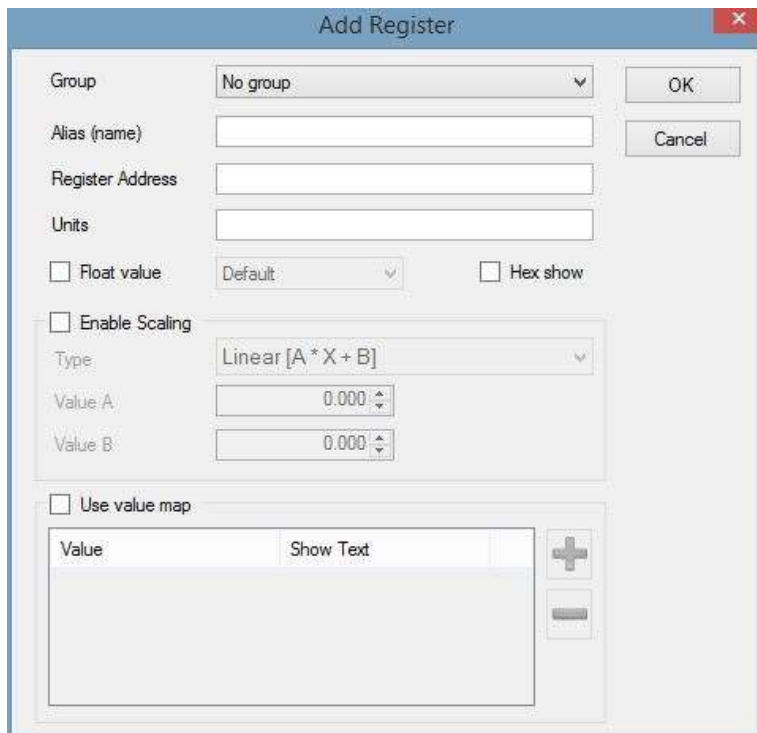 Add Register
Group No group OK
Alias (name) Cancel
Register Address
Units
Float value Default Hex show
Enable Scaling
Type Linear [A * X + B]
Value A 0.000
Value B 0.000
Use value map
Value Show Text